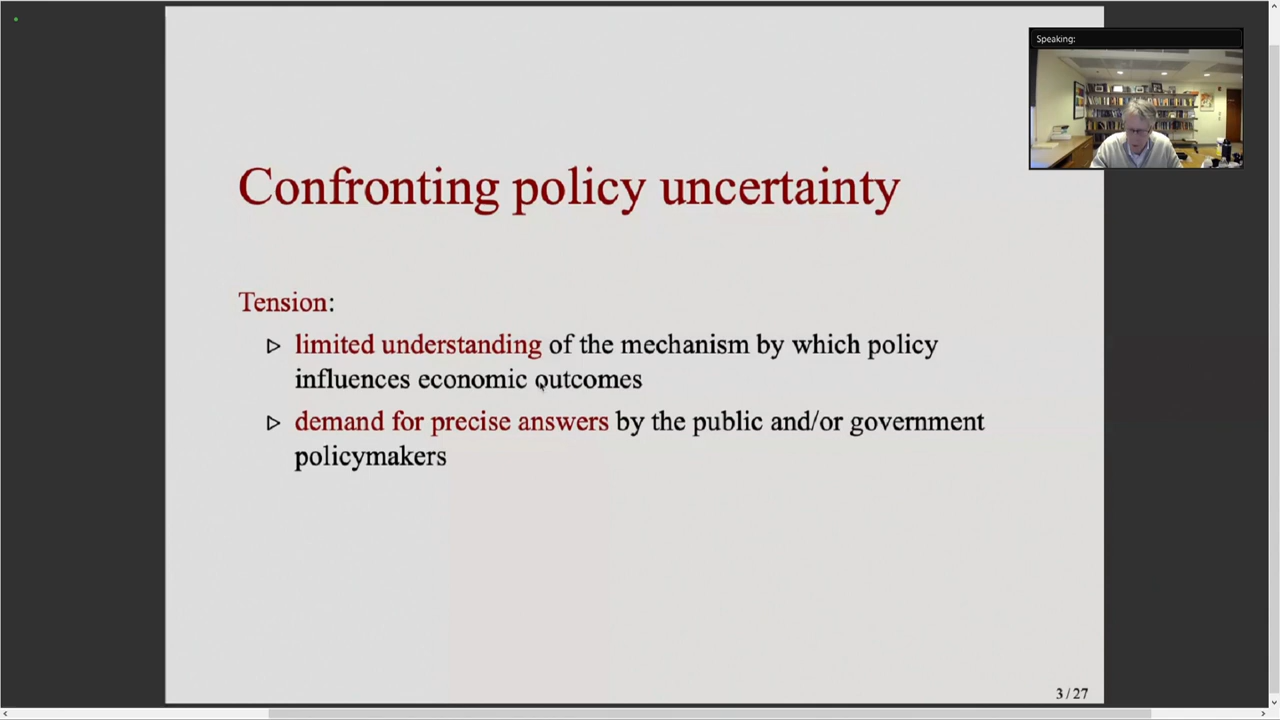 Speaking:
Confronting policy uncertainty
Tension:
▷ limited understanding of the mechanism by which policy
influences economic outcomes
▷ demand for precise answers by the public and/or government
policymakers
3 / 27